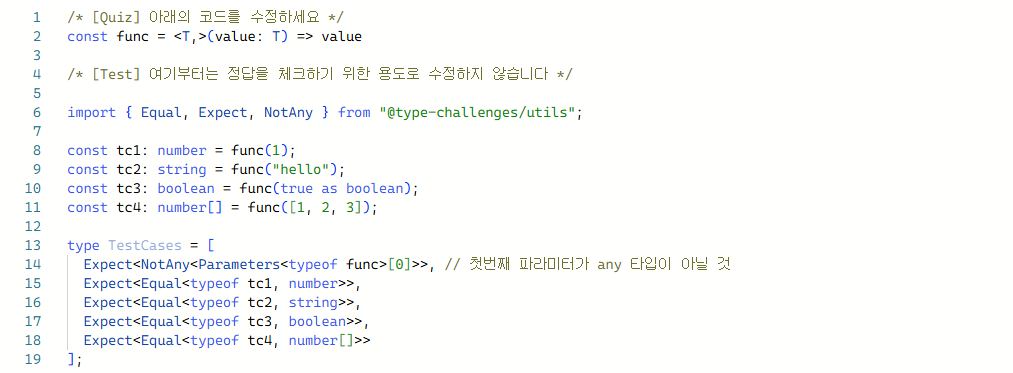 1 /* [Quiz] 아래의 코드를 수정하세요 */
2 const func = <T,>(value: T) => value
3
4 /* [Test] 여기부터는 정답을 체크하기 위한 용도로 수정하지 않습니다 */
5
6 import { Equal, Expect, NotAny } from "@type-challenges/utils";
7
8 const tc1: number = func(1);
9 const tc2: string = func("hello");
10 const tc3: boolean = func(true as boolean);
11 const tc4: number[] = func([1, 2, 3]);
12
13 type TestCases = [
14 Expect<NotAny<Parameters<typeof func>[0]>>, // 첫번째 파라미터가 any 타입이 아닐 것
15 Expect<Equal<typeof tc1, number>>,
16 Expect<Equal<typeof tc2, string>>,
17 Expect<Equal<typeof tc3, boolean>>,
18 Expect<Equal<typeof tc4, number[]>>
19 ];